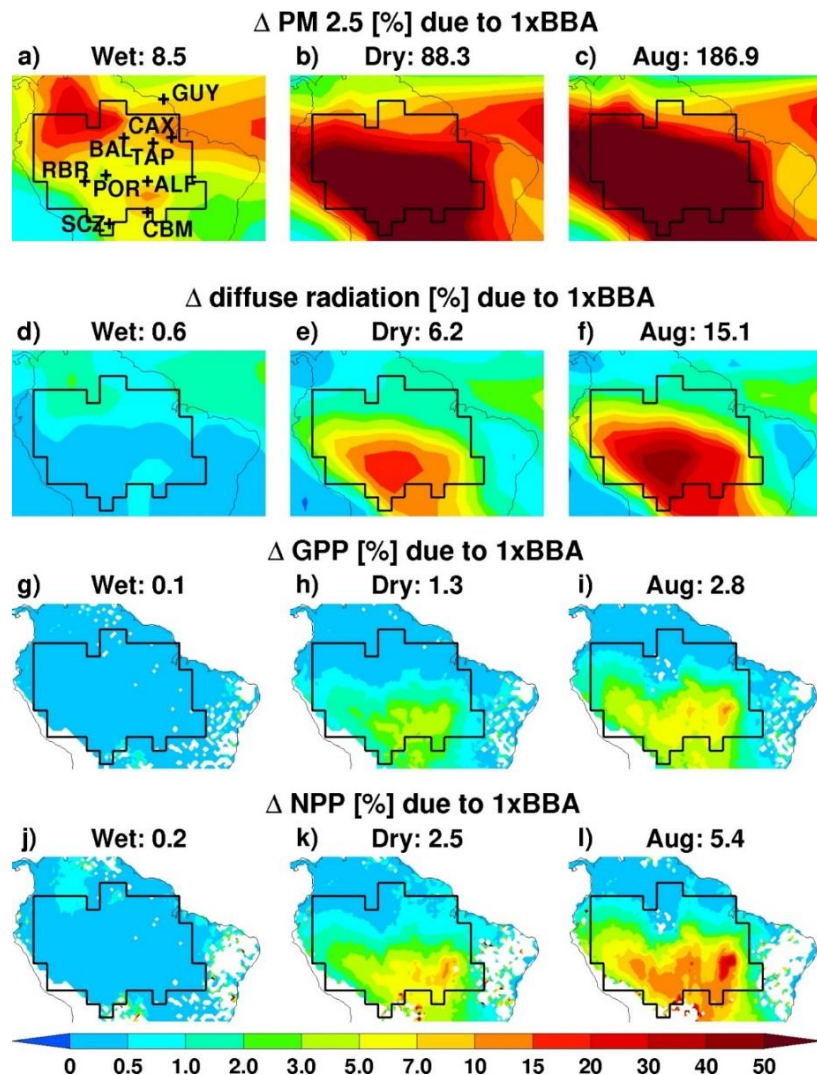 Δ PM 2.5 [%] due to 1xBBA
a) Wet: 8.5 b) Dry: 88.3 c) Aug: 186.9
GUY
CAX
BAL TAP
RBR POR ALF
SCZ CBM
Δ diffuse radiation [%] due to 1xBBA
d) Wet: 0.6 e) Dry: 6.2 f) Aug: 15.1
Δ GPP [%] due to 1xBBA
g) Wet: 0.1 h) Dry: 1.3 i) Aug: 2.8
Δ NPP [%] due to 1xBBA
j) Wet: 0.2 k) Dry: 2.5 l) Aug: 5.4
0 0.5 1.0 2.0 3.0 5.0 7.0 10 15 20 30 40 50